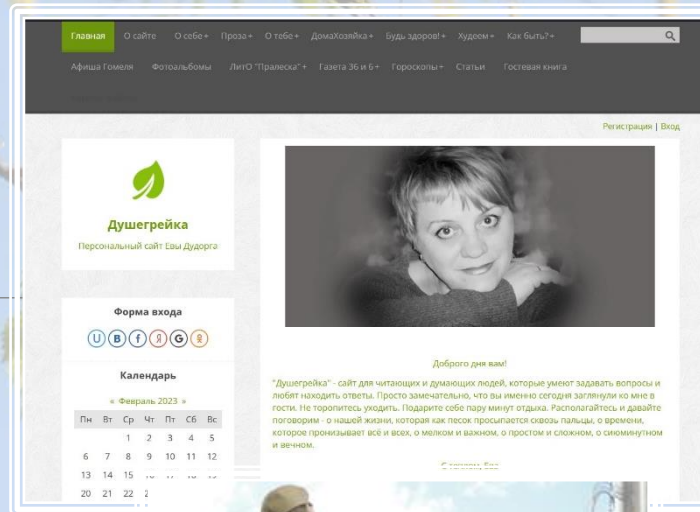 Главная О сайте О себе+ Проза+ О тебе+ ДомаХозяйка+ Будь здоров!+ Худеем+ Как быть?+
Афиша Гомеля Фотоальбомы ЛитО "Пралеска"+ Газета 36 и 6+ Гороскопы+ Статьи Гостевая книга
Регистрация | Вход
Душегрейка
Персональный сайт Евы Дудорга
Форма входа
Календарь
« Февраль 2023 »
Пн Вт Ср Чт Пт Сб Вс
1 2 3 4 5
6 7 8 9 10 11 12
13 14 15
20 21 22
Доброго дня вам!
"Душегрейка" - сайт для читающих и думающих людей, которые умеют задавать вопросы и
любят находить ответы. Просто замечательно, что вы именно сегодня заглянули ко мне в
гости. Не торопитесь уходить. Подарите себе пару минут отдыха. Располагайтесь и давайте
поговорим - о нашей жизни, которая как песок просыпается сквозь пальцы, о времени,
которое пронизывает всё и всех, о мелком и важном, о простом и сложном, о сиюминутном
и вечном.